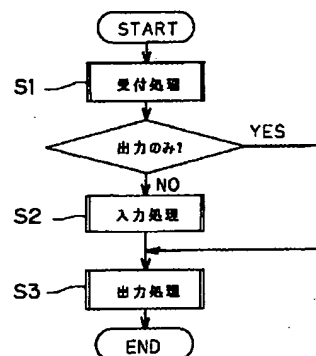 START
S1 受付処理
出力のみ? YES
NO
S2 入力処理
S3 出力処理
END